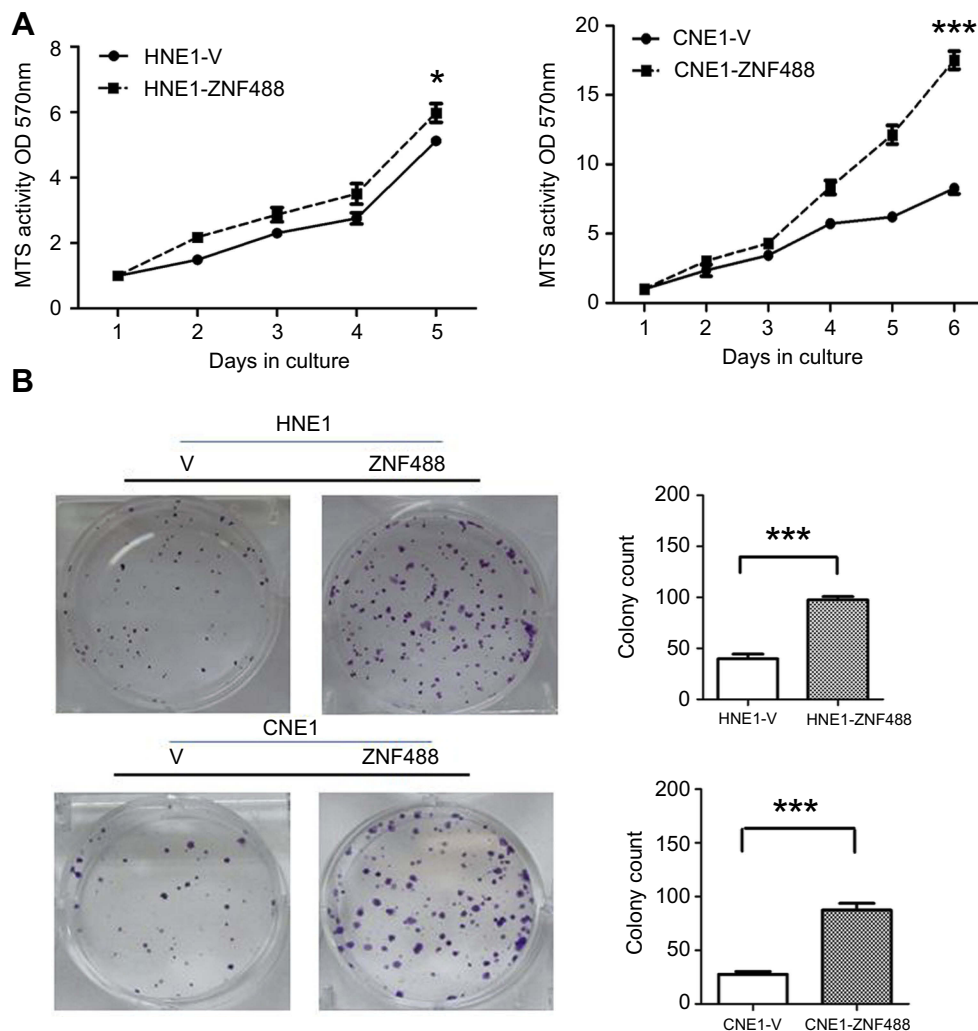 A
MTS activity OD 570nm
8
6
4
2
0
HNE1-V
HNE1-ZNF488
*
1 2 3 4 5
Days in culture
MTS activity OD 570nm
20
15
10
5
0
CNE1-V
CNE1-ZNF488
***
1 2 3 4 5 6
Days in culture
B
HNE1
V ZNF488
Colony count
200
150
100
50
0
***
HNE1-V HNE1-ZNF488
CNE1
V ZNF488
Colony count
200
150
100
50
0
***
CNE1-V CNE1-ZNF488